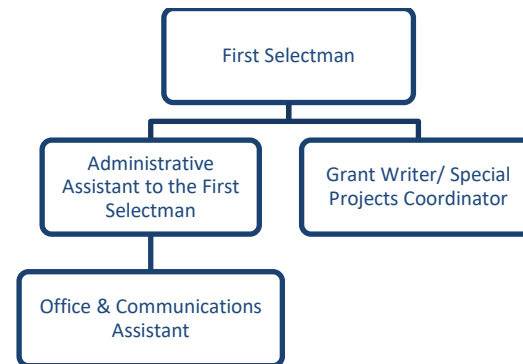 First Selectman
Administrative
Assistant to the First
Selectman
Grant Writer/ Special
Projects Coordinator
Office & Communications
Assistant